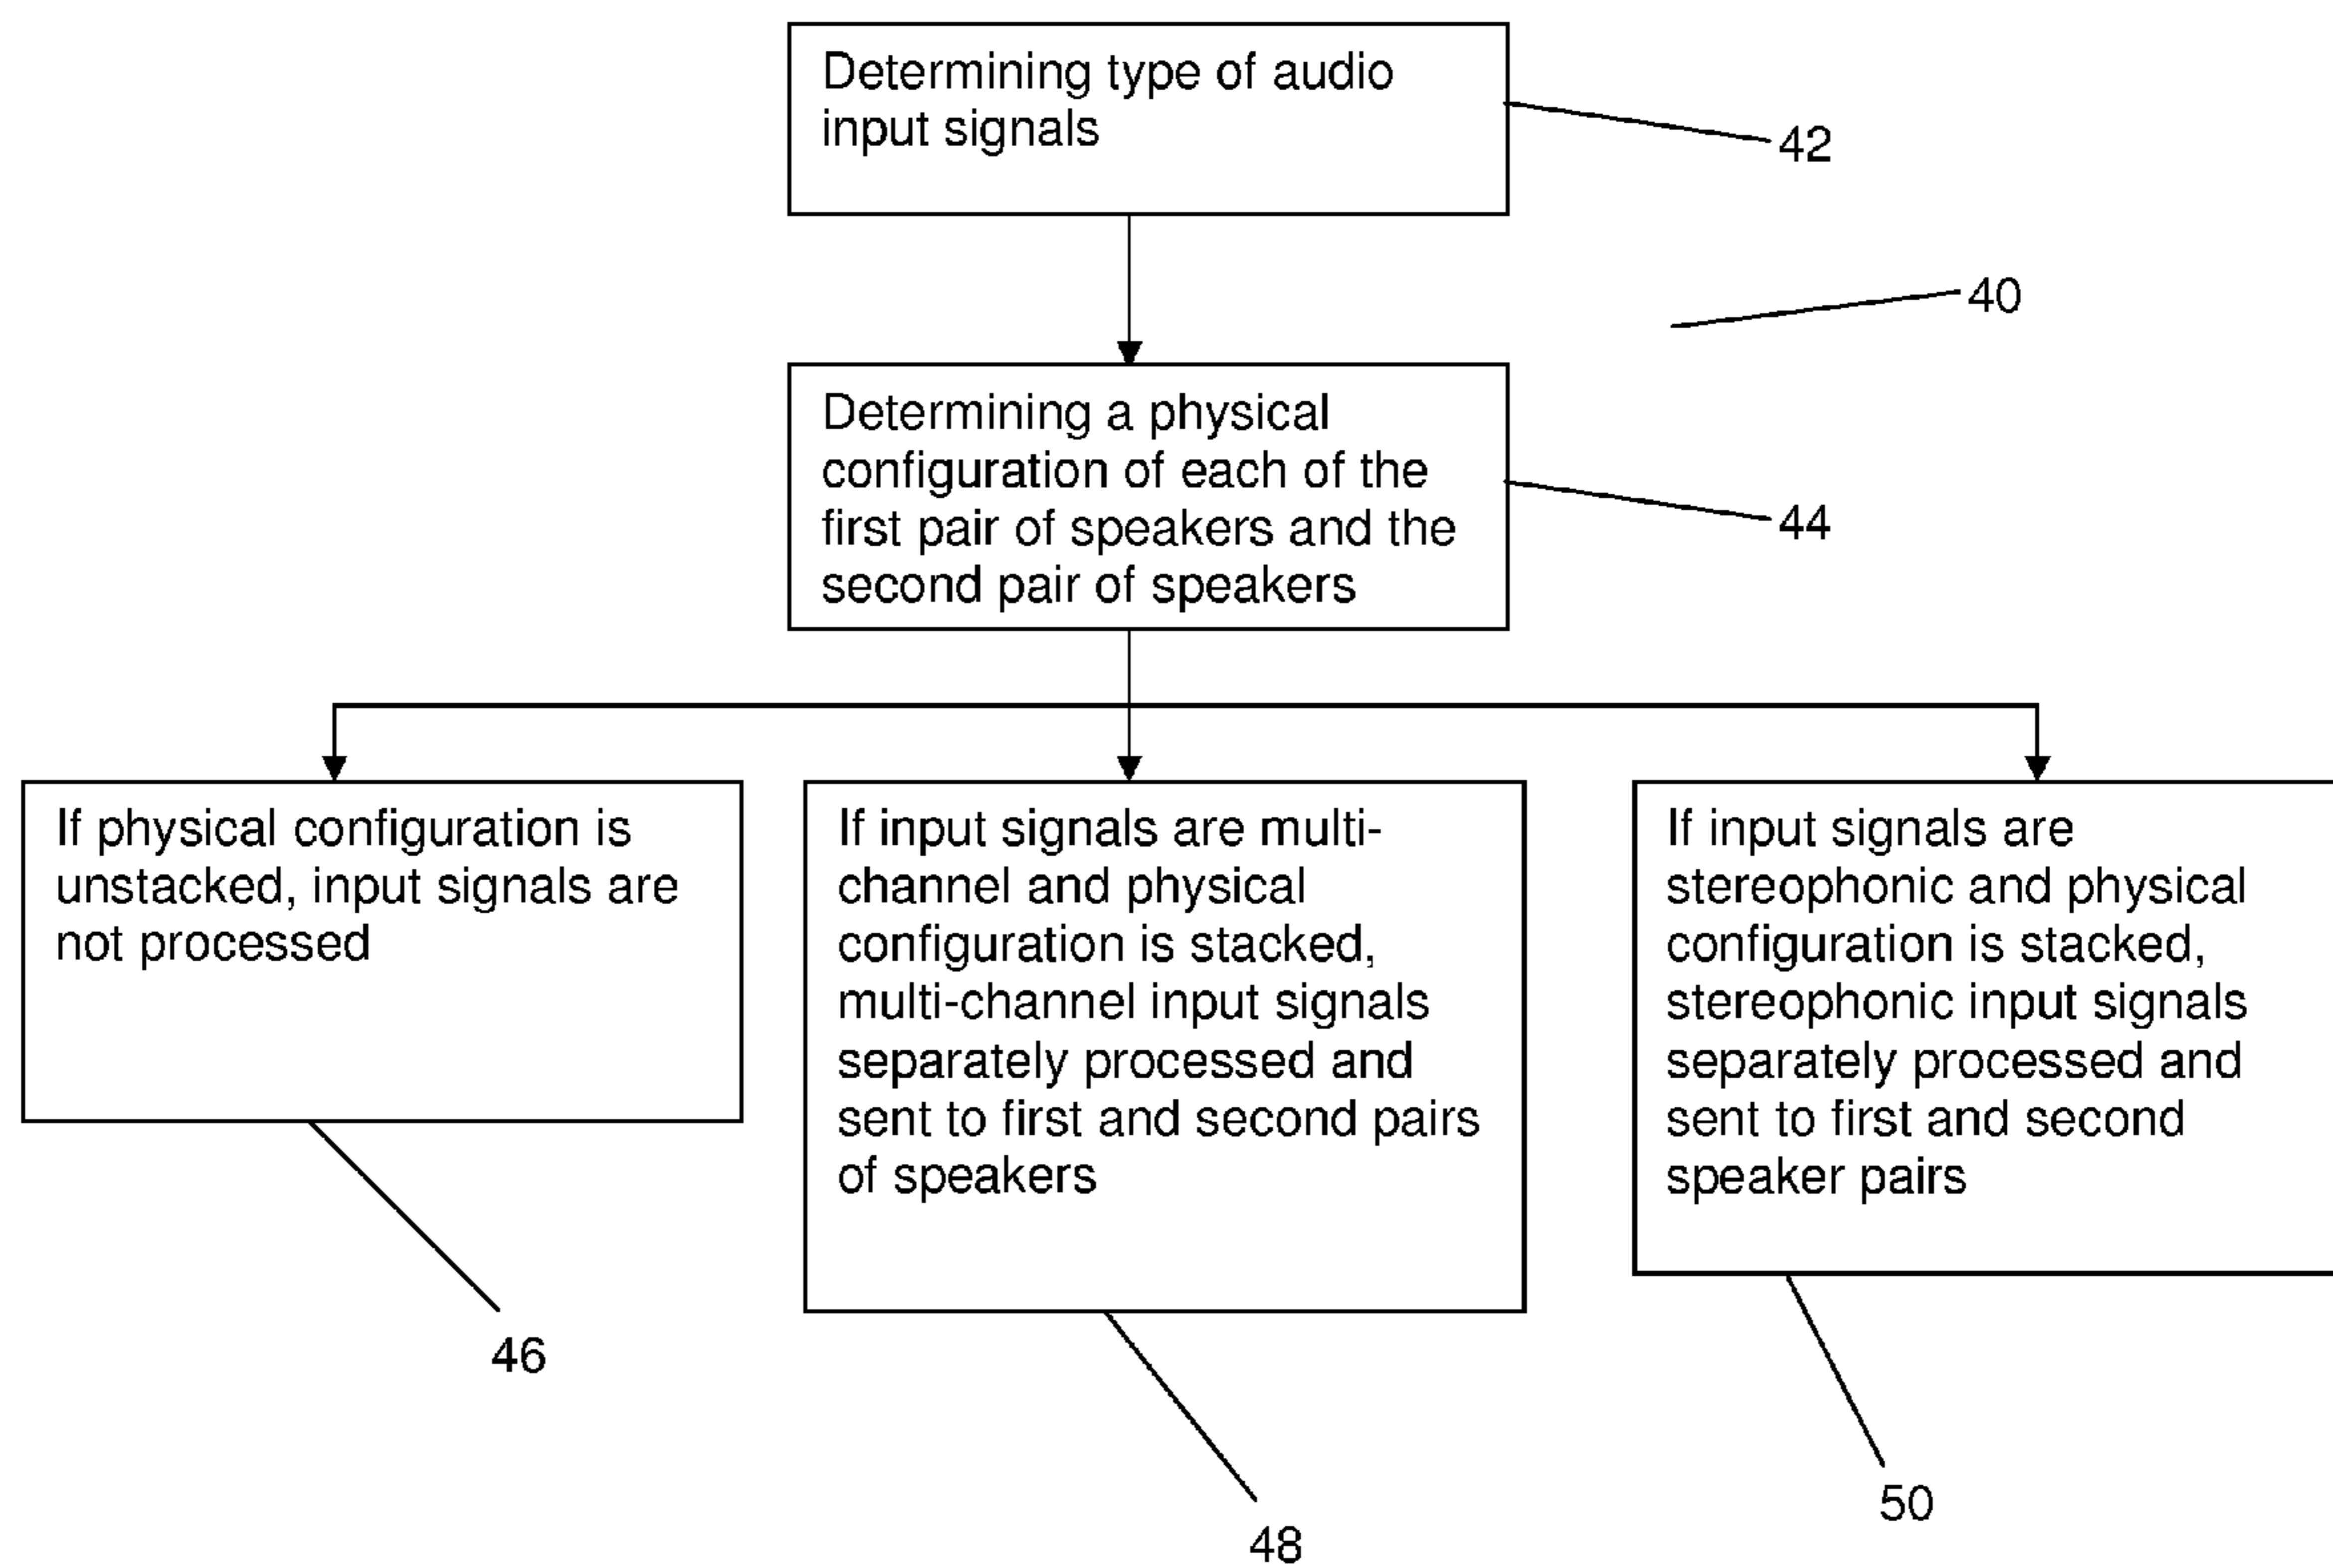 Determining type of audio
input signals
42
40
Determining a physical
configuration of each of the
first pair of speakers and the
second pair of speakers
44
If physical configuration is
unstacked, input signals are
not processed
46
If input signals are multi-
channel and physical
configuration is stacked,
multi-channel input signals
separately processed and
sent to first and second pairs
of speakers
48
If input signals are
stereophonic and physical
configuration is stacked,
stereophonic input signals
separately processed and
sent to first and second
speaker pairs
50